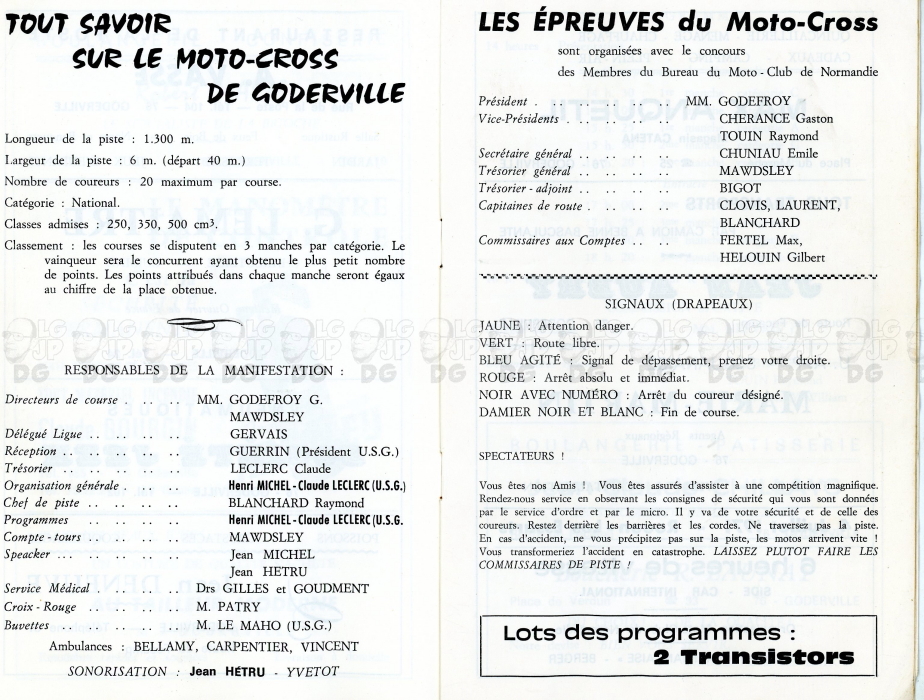 TOUT SAVOIR
SUR LE MOTO-CROSS
DE GODERVILLE
Longueur de la piste : 1.300 m.
Largeur de la piste : 6 m. (départ 40 m.)
Nombre de coureurs : 20 maximum par course.
Catégorie : National.
Classes admises : 250, 350, 500 cm3.
Classement : les courses se disputent en 3 manches par catégorie. Le
vainqueur sera le concurrent ayant obtenu le plus petit nombre
de points. Les points attribués dans chaque manche seront égaux
au chiffre de la place obtenue.
RESPONSABLES DE LA MANIFESTATION :
Directeurs de course . . . . MM. GODEFROY G.
MAWDSLEY
Délégué Ligue . . . . . . . GERVAIS
Réception . . . . . . . . . GUERRIN (Président U.S.G.)
Trésorier . . . . . . . . LECLERC Claude
Organisation générale . . . . . Henri MICHEL - Claude LECLERC (U.S.G.)
Chef de piste . . . . . . . BLANCHARD Raymond
Programmes . . . . . . . Henri MICHEL - Claude LECLERC (U.S.G.
Compte - tours . . . . . . . MAWDSLEY
Speacker . . . . . . . . . Jean MICHEL
Jean HETRU
Service Médical . . . . . . . Drs GILLES et GOUDMENT
Croix - Rouge . . . . . . . M. PATRY
Buvettes . . . . . . . . M. LE MAHO (U.S.G.)
Ambulances : BELLAMY, CARPENTIER, VINCENT
SONORISATION : Jean HÉTRU - YVETOT
LES ÉPREUVES du Moto-Cross
sont organisées avec le concours
des Membres du Bureau du Moto - Club de Normandie
Président . . . . . . . . MM. GODEFROY
Vice-Présidents . . . . . . . CHERANCE Gaston
TOUIN Raymond
Secrétaire général . . . . . . . CHUNIAU Emile
Trésorier général . . . . . . . MAWDSLEY
Trésorier - adjoint . . . . . . . BIGOT
Capitaines de route . . . . . . LOUVIS, LAURENT,
BLANCHARD
Commissaires aux Comptes . . . FERTEL Max,
HELOUIN Gilbert
SIGNAUX (DRAPEAUX)
JAUNE : Attention danger.
VERT : Route libre.
BLEU AGITÉ : Signal de dépassement, prenez votre droite.
ROUGE : Arrêt absolu et immédiat.
NOIR AVEC NUMÉRO : Arrêt du coureur désigné.
DAMIER NOIR ET BLANC : Fin de course.
SPECTATEURS !
Vous êtes nos Amis ! Vous êtes assurés d'assister à une compétition magnifique.
Rendez-nous service en observant les consignes de sécurité qui vous sont données
par le service d'ordre et par le micro. Il y va de votre sécurité et de celle des
coureurs. Restez derrière les barrières et les cordes. Ne traversez pas la piste.
En cas d'accident, ne vous précipitez pas sur la piste, les motos arrivent vite !
Vous transformeriez l'accident en catastrophe. LAISSEZ PLUTOT FAIRE LES
COMMISSAIRES DE PISTE !
Lots des programmes :
2 Transistors